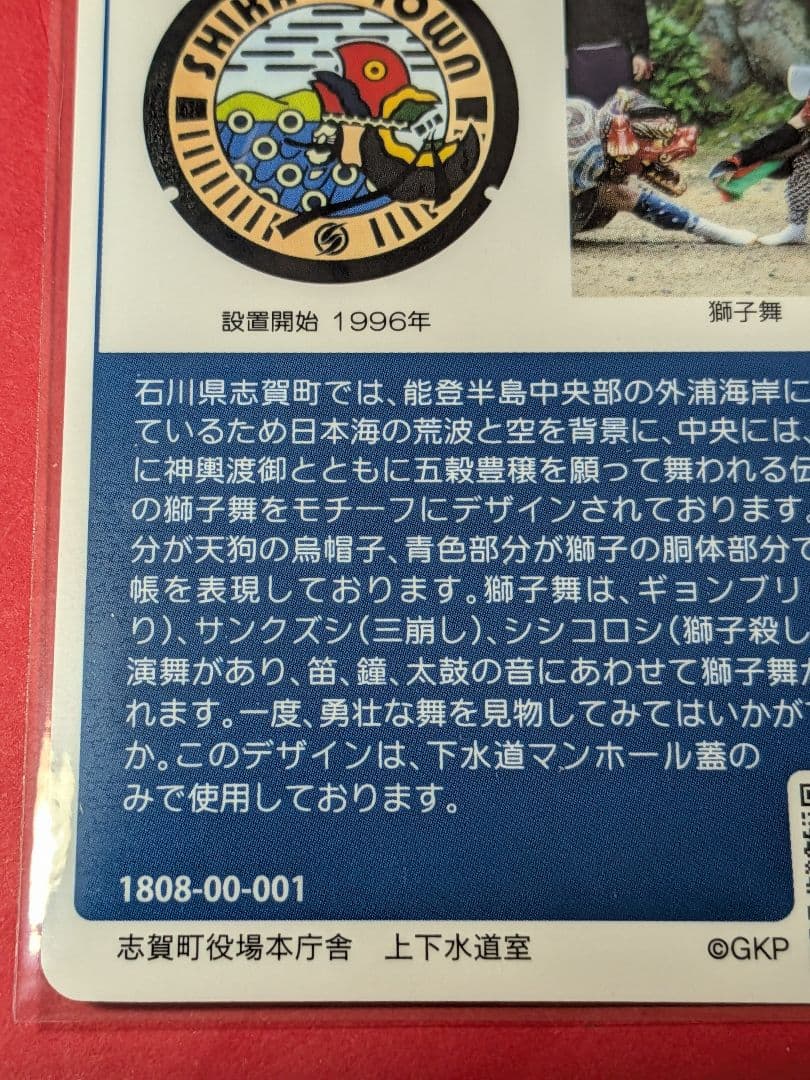 SHIKA TOWN
設置開始 1996年
獅子舞
石川県志賀町では、能登半島中央部の外浦海岸に
ているため日本海の荒波と空を背景に、中央には、
に神輿渡御とともに五穀豊穣を願って舞われる伝
の獅子舞をモチーフにデザインされております
分が天狗の烏帽子、青色部分が獅子の胴体部分で
帳を表現しております。獅子舞は、ギョンブリ
り)、サンクズシ(三崩し)、シシコロシ(獅子殺し
演舞があり、笛、鐘、太鼓の音にあわせて獅子舞が
れます。一度、勇壮な舞を見物してみてはいかが
か。このデザインは、下水道マンホール蓋の
みで使用しております。
1808-00-001
志賀町役場本庁舎 上下水道室
©GKP